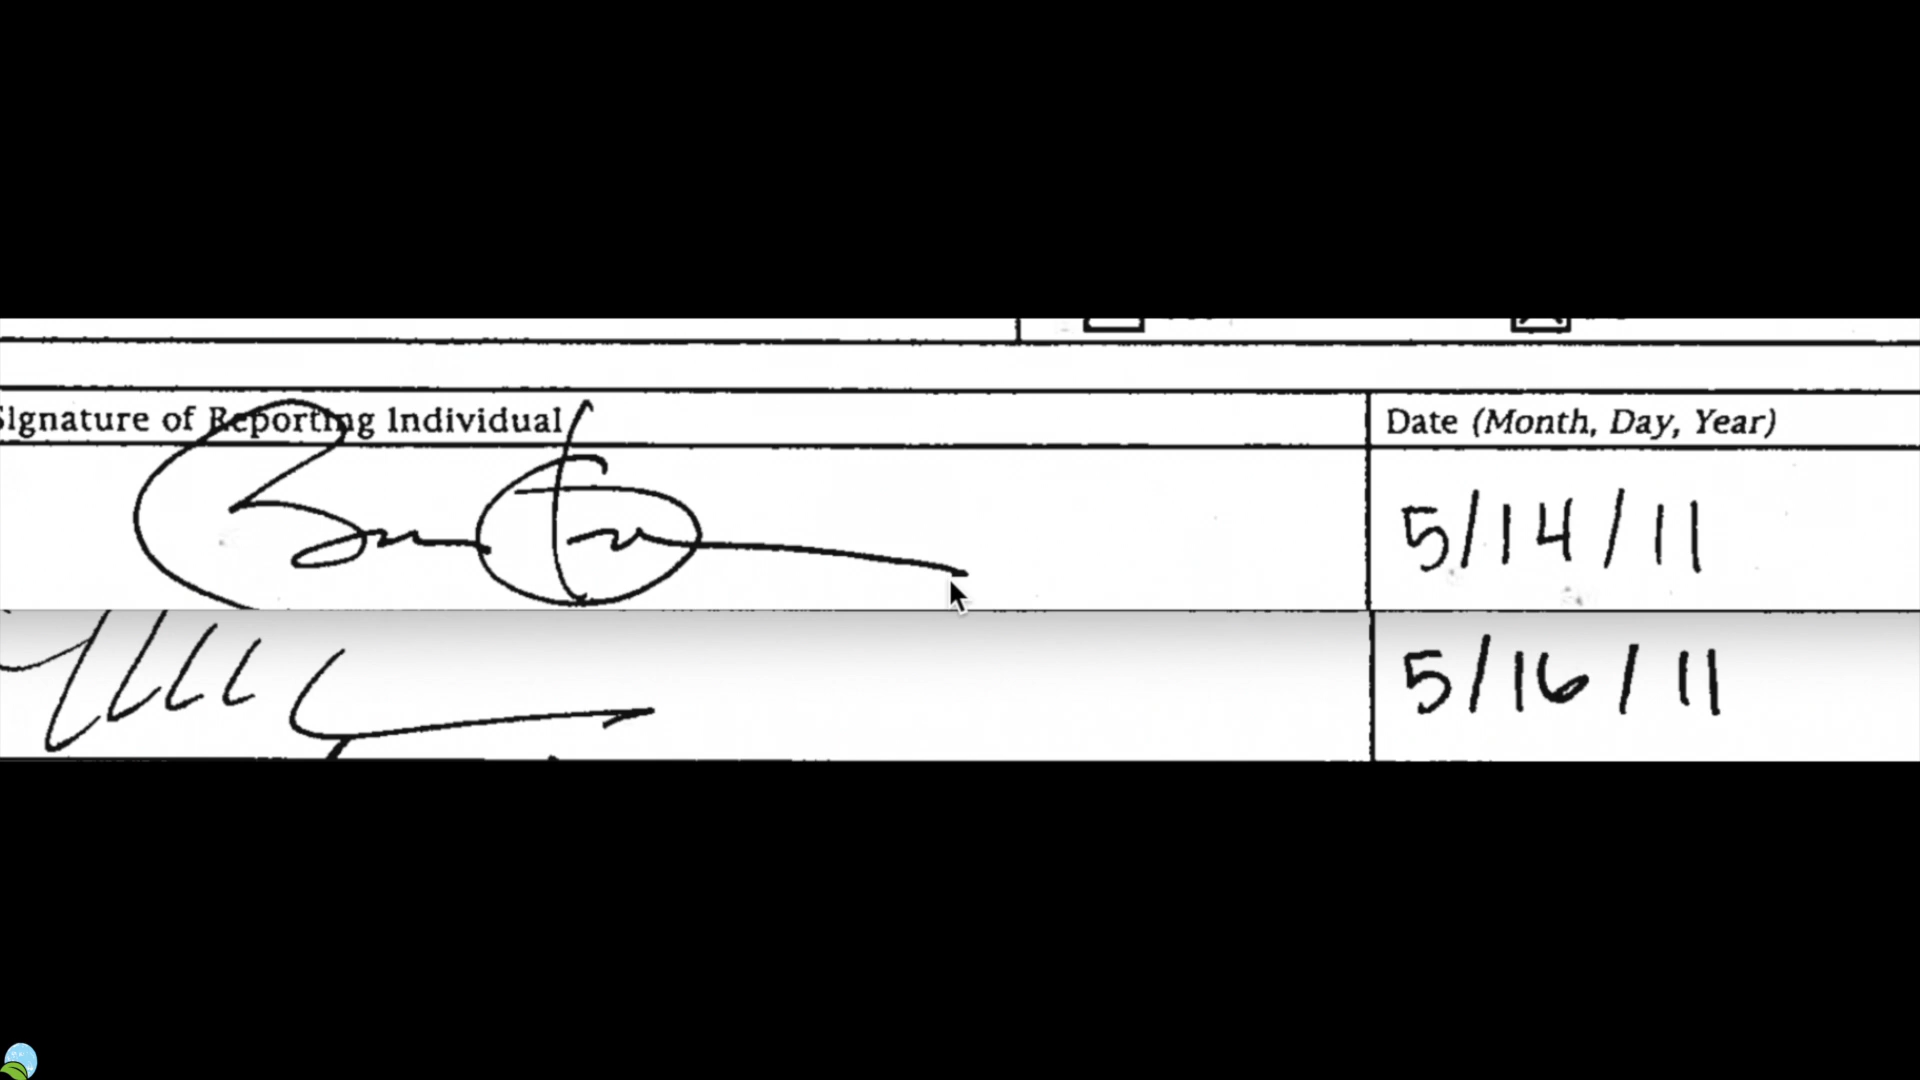 Signature of Reporting Individual
Date (Month, Day, Year)
5/14/11
5/16/11